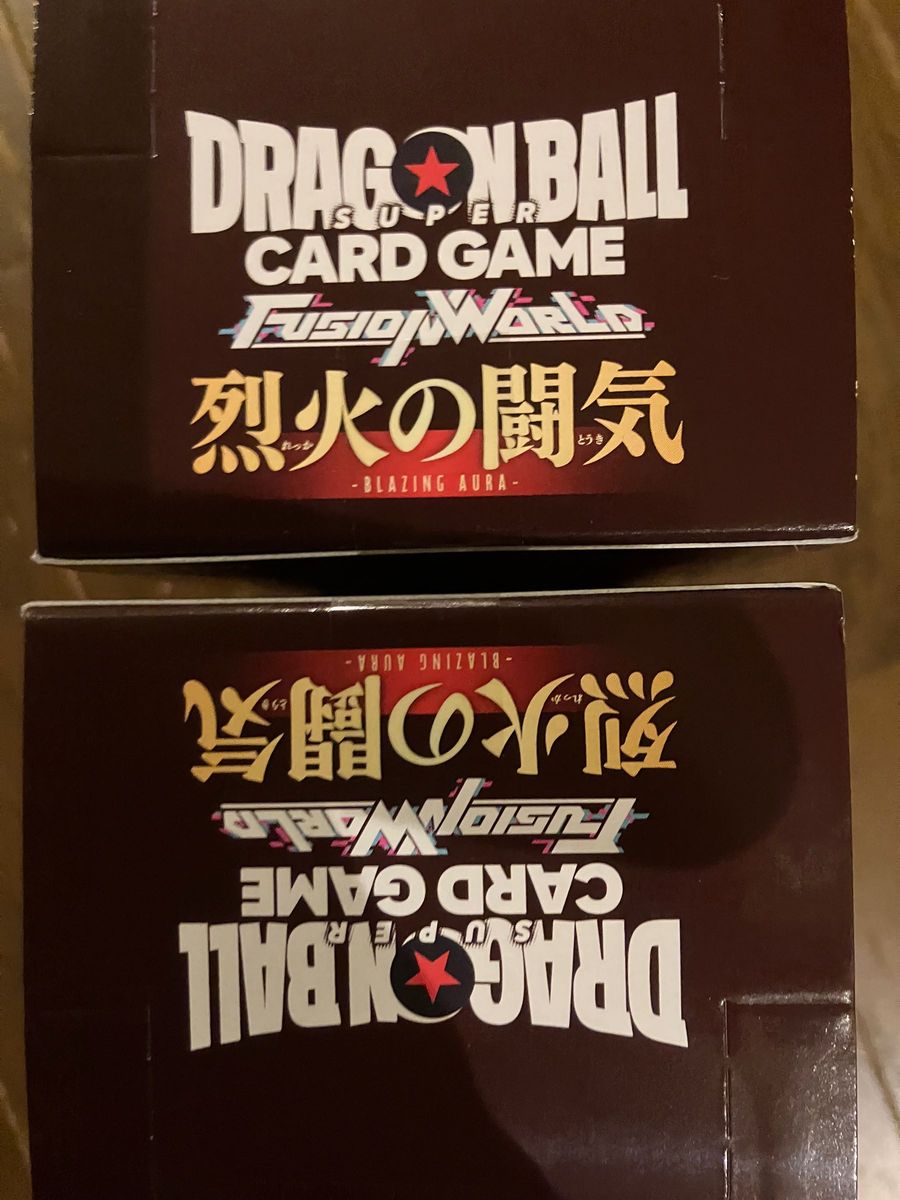 DRAGON BALL
SUPER
CARD GAME
FUSION WORLD
烈火の闘気
れっか とうき
-BLAZING AURA-
DRAGON BALL
SUPER
CARD GAME
FUSION WORLD
烈火の闘気
れっか とうき
-BLAZING AURA-